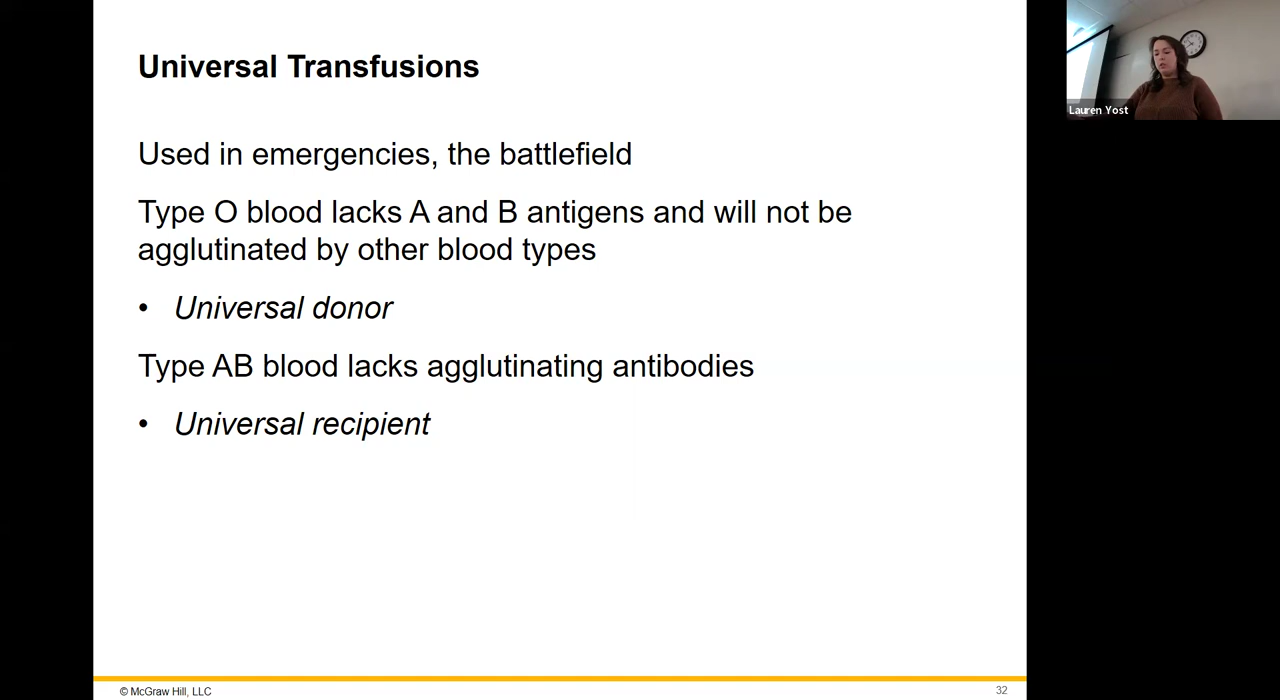 Universal Transfusions
Used in emergencies, the battlefield
Type O blood lacks A and B antigens and will not be
agglutinated by other blood types
• Universal donor
Type AB blood lacks agglutinating antibodies
• Universal recipient
© McGraw Hill, LLC
32
Lauren Yost